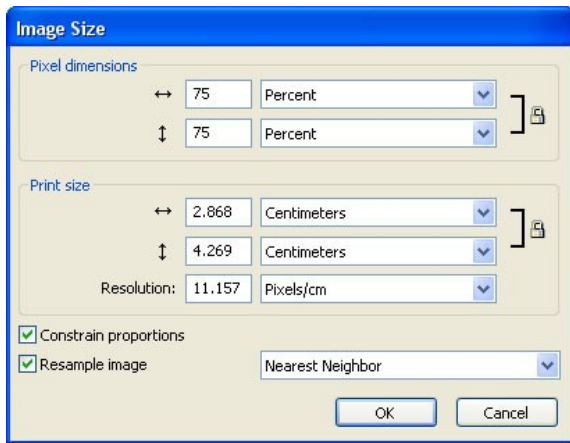 Image Size
Pixel dimensions
75 Percent
75 Percent
Print size
2.868 Centimeters
4.269 Centimeters
Resolution: 11.157 Pixels/cm
Constrain proportions
Resample image Nearest Neighbor
OK Cancel